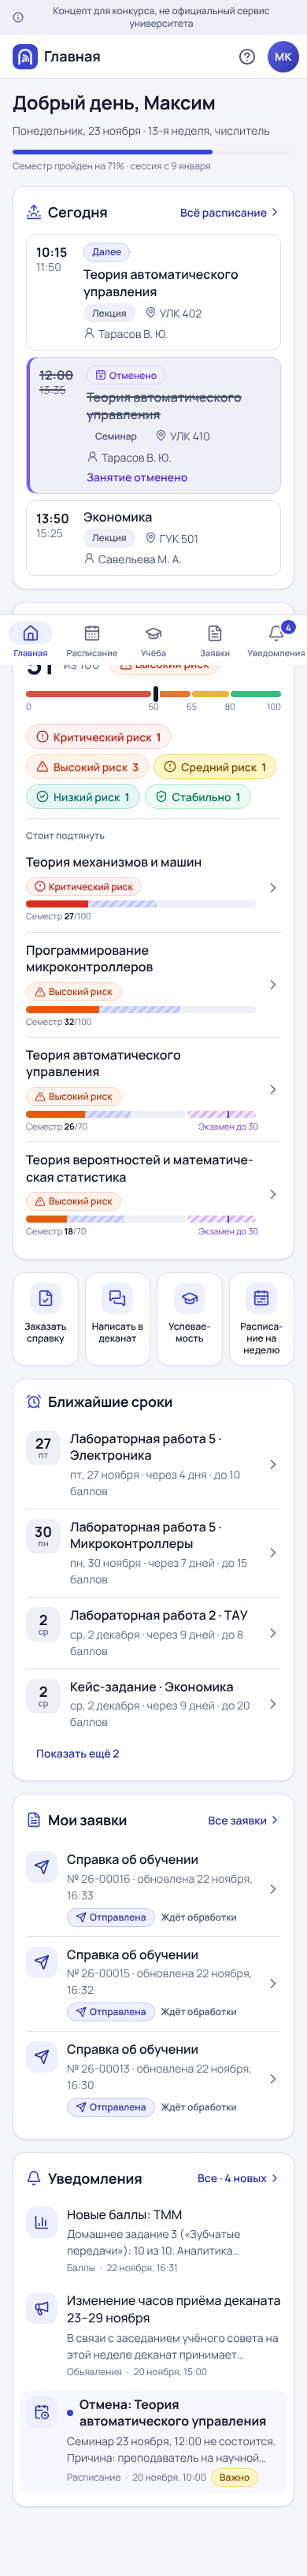 Концепт для конкурса, не официальный сервис
университета
Главная
МК
Добрый день, Максим
Понедельник, 23 ноября · 13-я неделя, числитель
Семестр пройден на 71% · сессия с 9 января
Сегодня
Всё расписание
10:15
11:50
Далее
Теория автоматического
управления
Лекция
УЛК 402
Тарасов В. Ю.
12:00
13:35
Отменено
Теория автоматического
управления
Семинар
УЛК 410
Тарасов В. Ю.
Занятие отменено
13:50
15:25
Экономика
Лекция
ГУК 501
Савельева М. А.
Главная
Расписание
Учёба
Заявки
4
Уведомления
из 100
Высокий риск
0
50
65
80
100
Критический риск 1
Высокий риск 3
Средний риск 1
Низкий риск 1
Стабильно 1
Стоит подтянуть
Теория механизмов и машин
Критический риск
Семестр 27/100
Программирование
микроконтроллеров
Высокий риск
Семестр 32/100
Теория автоматического
управления
Высокий риск
Семестр 26/70
Экзамен до 30
Теория вероятностей и математиче-
ская статистика
Высокий риск
Семестр 18/70
Экзамен до 30
Заказать
справку
Написать в
деканат
Успевае-
мость
Расписа-
ние на
неделю
Ближайшие сроки
27
пт
Лабораторная работа 5 ·
Электроника
пт, 27 ноября · через 4 дня · до 10
баллов
30
пн
Лабораторная работа 5 ·
Микроконтроллеры
пн, 30 ноября · через 7 дней · до 15
баллов
2
ср
Лабораторная работа 2 · ТАУ
ср, 2 декабря · через 9 дней · до 8
баллов
2
ср
Кейс-задание · Экономика
ср, 2 декабря · через 9 дней · до 20
баллов
Показать ещё 2
Мои заявки
Все заявки
Справка об обучении
№ 26-00016 · обновлена 22 ноября,
16:33
Отправлена
Ждёт обработки
Справка об обучении
№ 26-00015 · обновлена 22 ноября,
16:32
Отправлена
Ждёт обработки
Справка об обучении
№ 26-00013 · обновлена 22 ноября,
16:30
Отправлена
Ждёт обработки
Уведомления
Все · 4 новых
Новые баллы: ТММ
Домашнее задание 3 («Зубчатые
передачи»): 10 из 10. Аналитика…
Баллы · 22 ноября, 16:31
Изменение часов приёма деканата
23–29 ноября
В связи с заседанием учёного совета на
этой неделе деканат принимает…
Объявления · 20 ноября, 15:00
Отмена: Теория
автоматического управления
Семинар 23 ноября, 12:00 не состоится.
Причина: преподаватель на научной…
Расписание · 20 ноября, 10:00
Важно